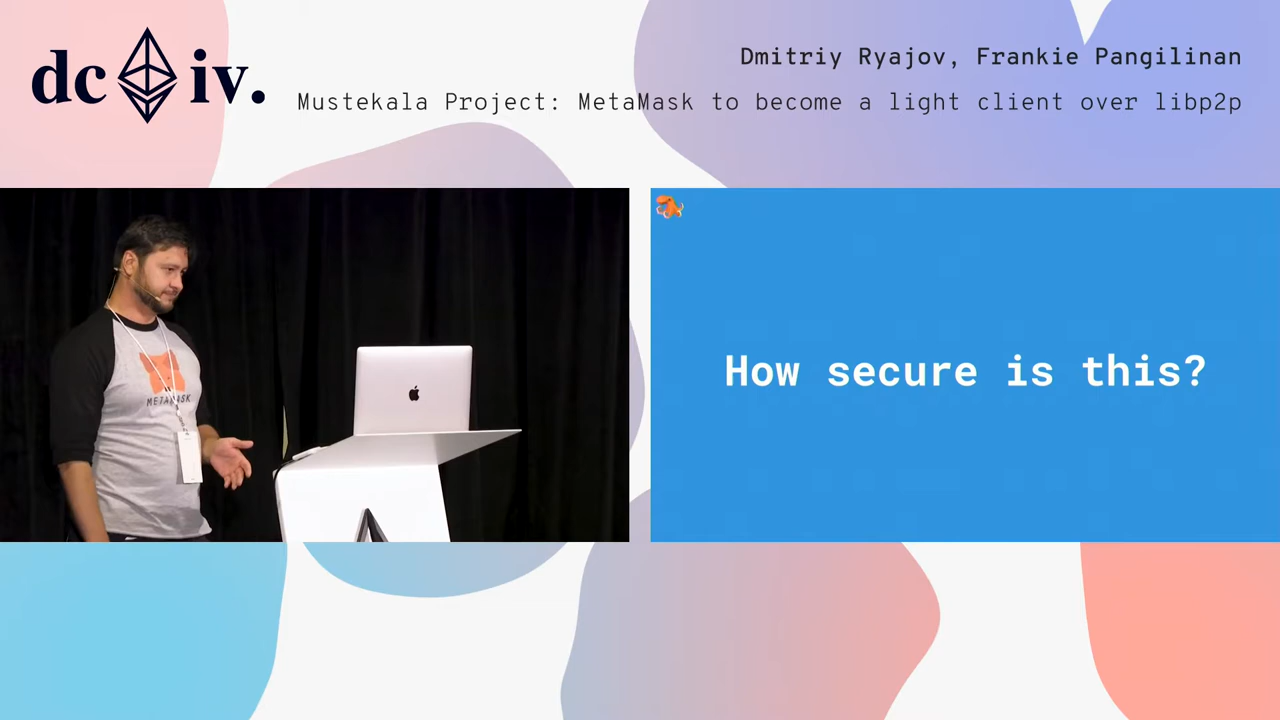 dc iv.
Dmitriy Ryajov, Frankie Pangilinan
Mustekala Project: MetaMask to become a light client over libp2p
METAMASK
How secure is this?